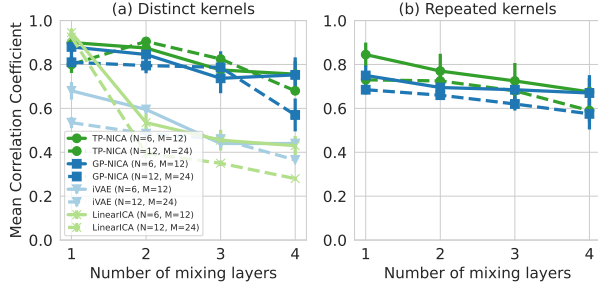 (a) Distinct kernels
Mean Correlation Coefficient
1.0
0.8
0.6
0.4
0.2
0.0
TP-NICA (N=6, M=12)
TP-NICA (N=12, M=24)
GP-NICA (N=6, M=12)
GP-NICA (N=12, M=24)
iVAE (N=6, M=12)
iVAE (N=12, M=24)
LinearICA (N=6, M=12)
LinearICA (N=12, M=24)
1 2 3 4
Number of mixing layers
(b) Repeated kernels
1.0
0.8
0.6
0.4
0.2
0.0
1 2 3 4
Number of mixing layers